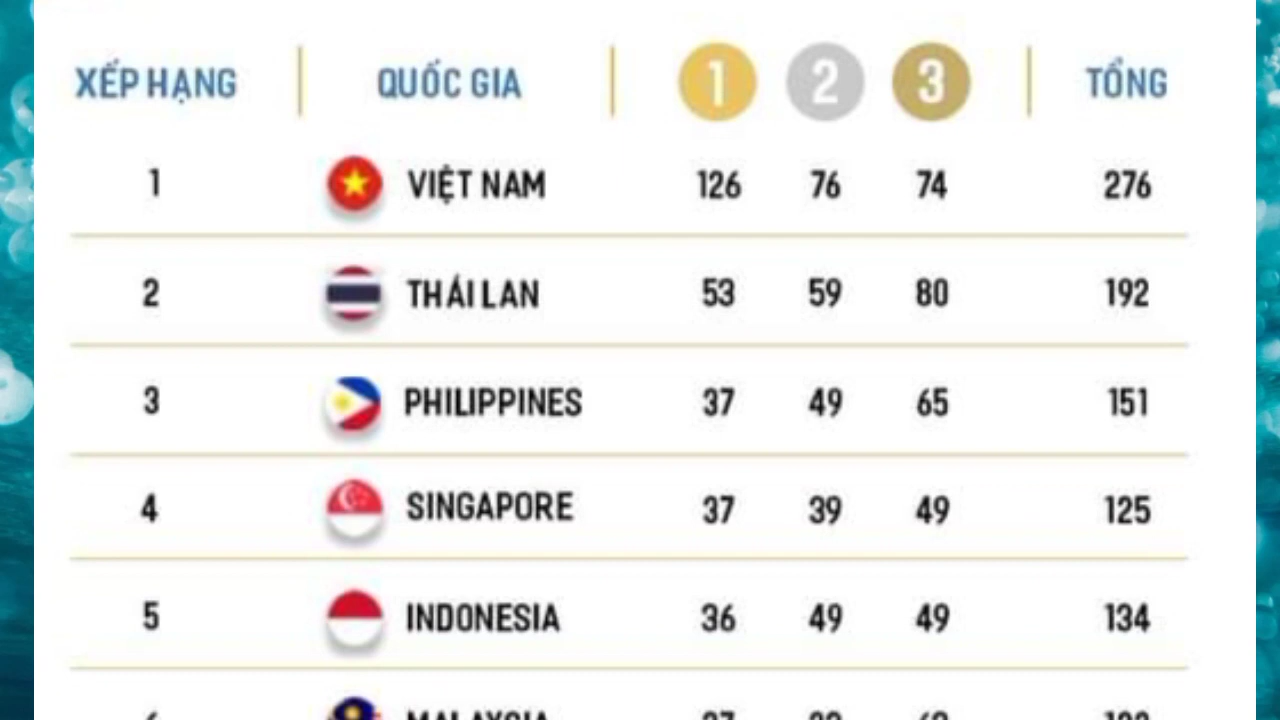 XẾP HẠNG QUỐC GIA 1 2 3 TỔNG
1 VIỆT NAM 126 76 74 276
2 THÁI LAN 53 59 80 192
3 PHILIPPINES 37 49 65 151
4 SINGAPORE 37 39 49 125
5 INDONESIA 36 49 49 134
MALAYSIA